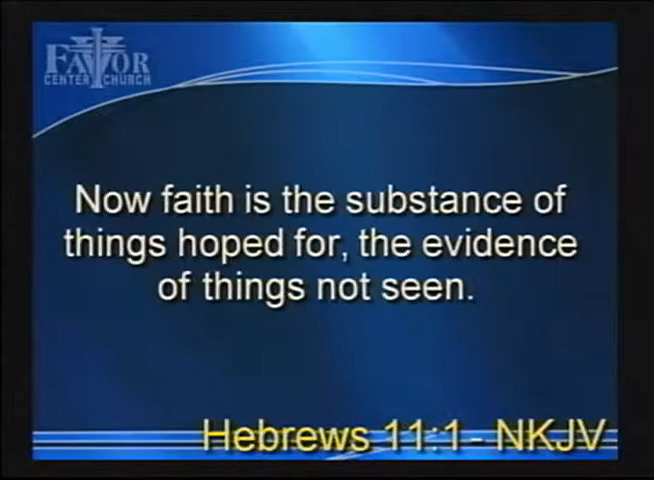 FAVOR
CENTER CHURCH
Now faith is the substance of
things hoped for, the evidence
of things not seen.
Hebrews 11:1 - NKJV